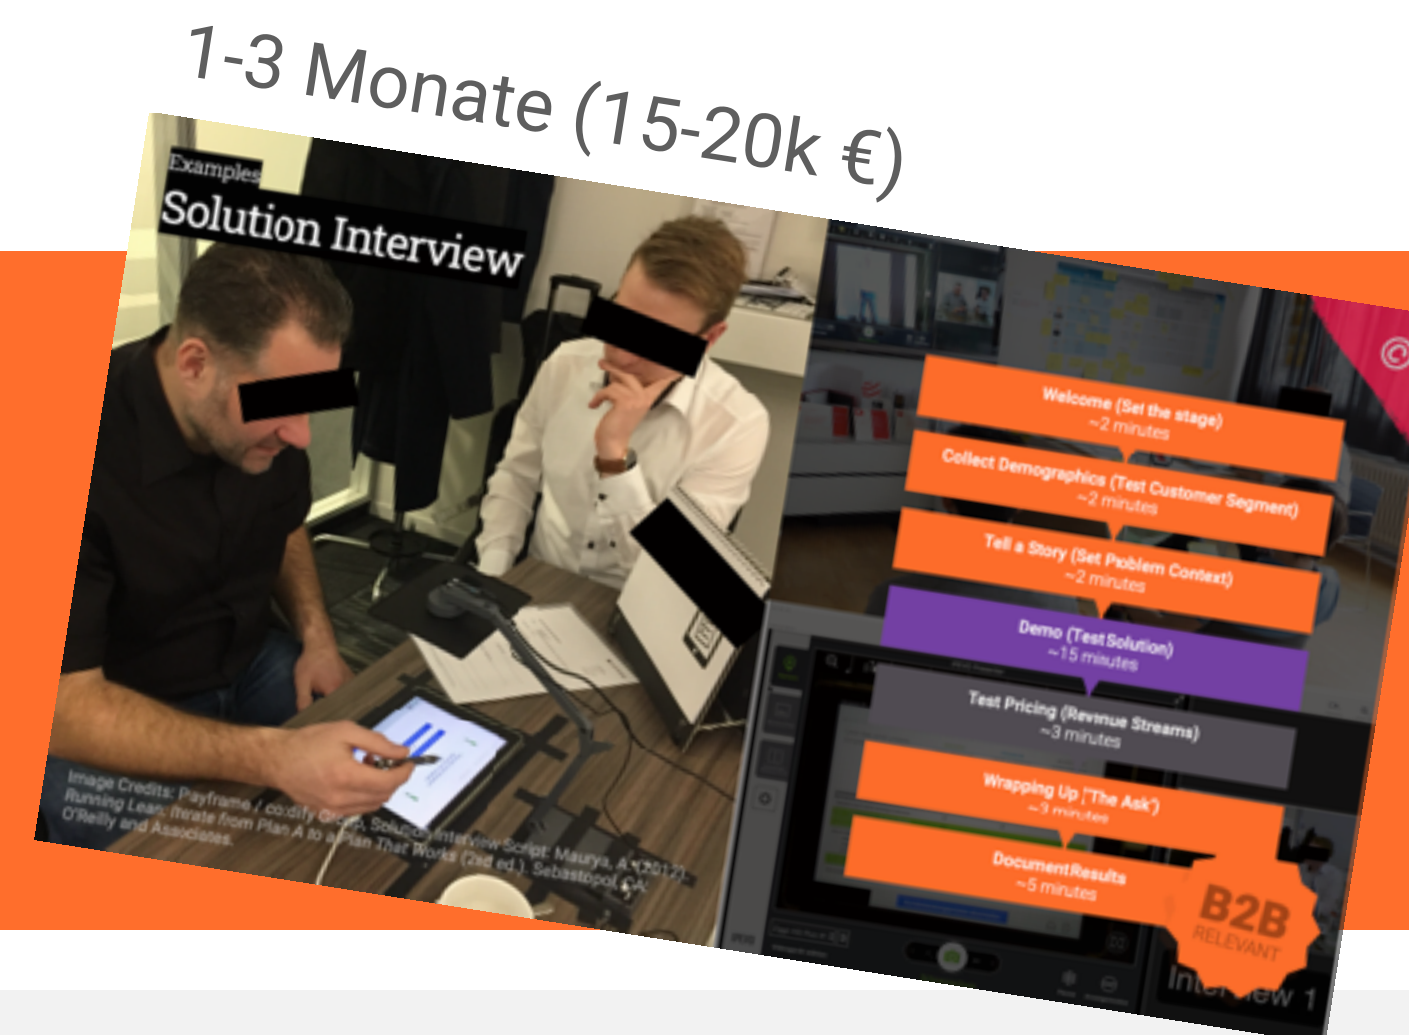 1-3 Monate (15-20k €)
Examples
Solution Interview
©
Welcome (Set the stage)
~2 minutes
Collect Demographics (Test Customer Segment)
~2 minutes
Tell a Story (Set Problem Context)
~2 minutes
Demo (Test Solution)
~15 minutes
Test Pricing (Revenue Streams)
~3 minutes
Wrapping Up ("The Ask")
~3 minutes
Document Results
~5 minutes
B2B
RELEVANT
Interview 1
Image Credits: Payframe / co:dify Group, Solution Interview Script: Maurya, A. (2012).
Running Lean: Iterate from Plan A to a Plan That Works (2nd ed.). Sebastopol, CA:
O'Reilly and Associates.